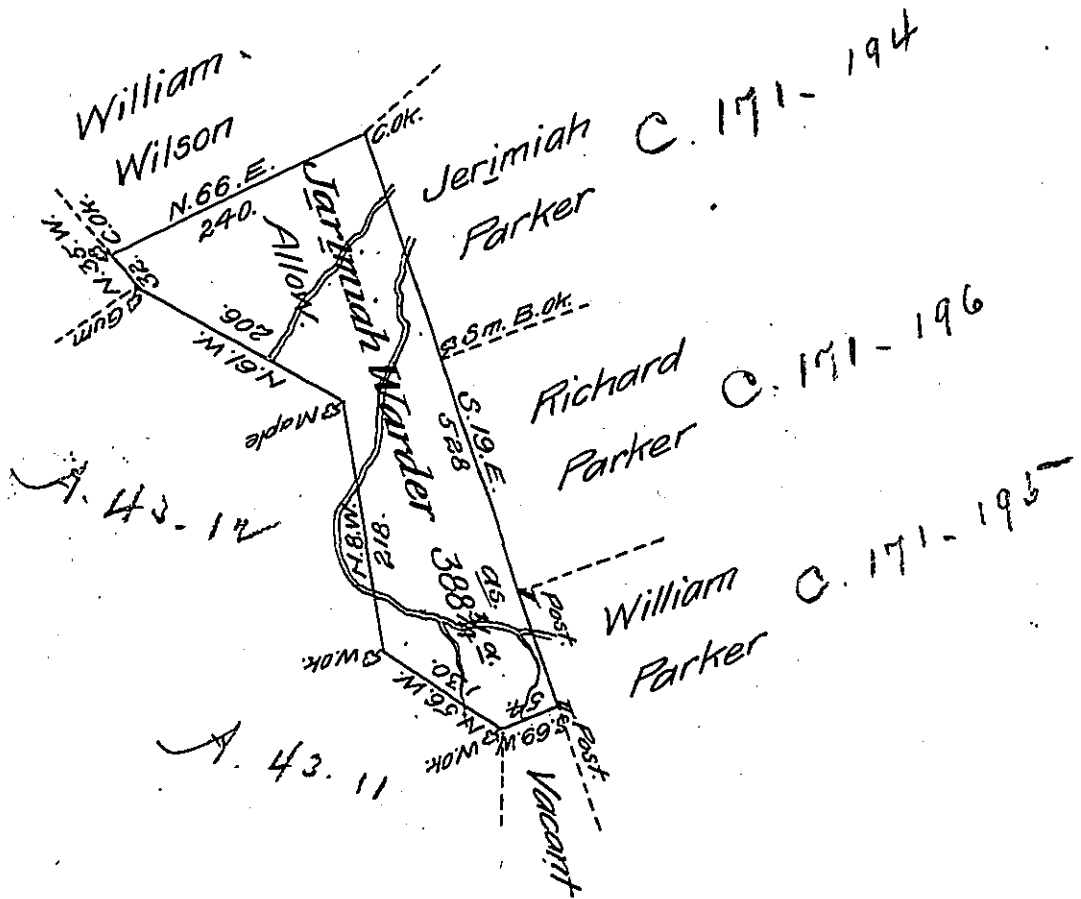 William
Wilson
C. 171-194
Jerimiah
Parker
C.Ok.
N.66.E.
240.
C.Ok.
N.35.W.
32.
Gum
N.61.W.
206.
Maple
Jarimiah Warder
Allow.
388
as.
a.
Sm. B.Ok.
S.19.E.
528
Richard
Parker
C. 171-196
43-12
N.8.W.
218.
Post.
William
Parker
C. 171-195
W.Ok.
N.56.W.
130.
W.Ok.
S.69.W.
57.
Post.
43. 11
Vacant